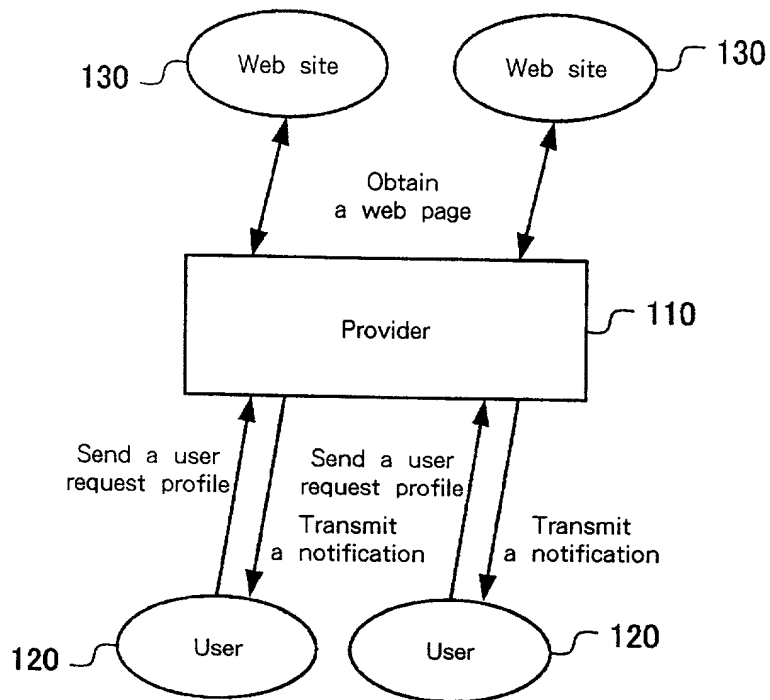 130
Web site
Web site
130
Obtain
a web page
Provider
110
Send a user
request profile
Send a user
request profile
Transmit
a notification
Transmit
a notification
120
User
User
120